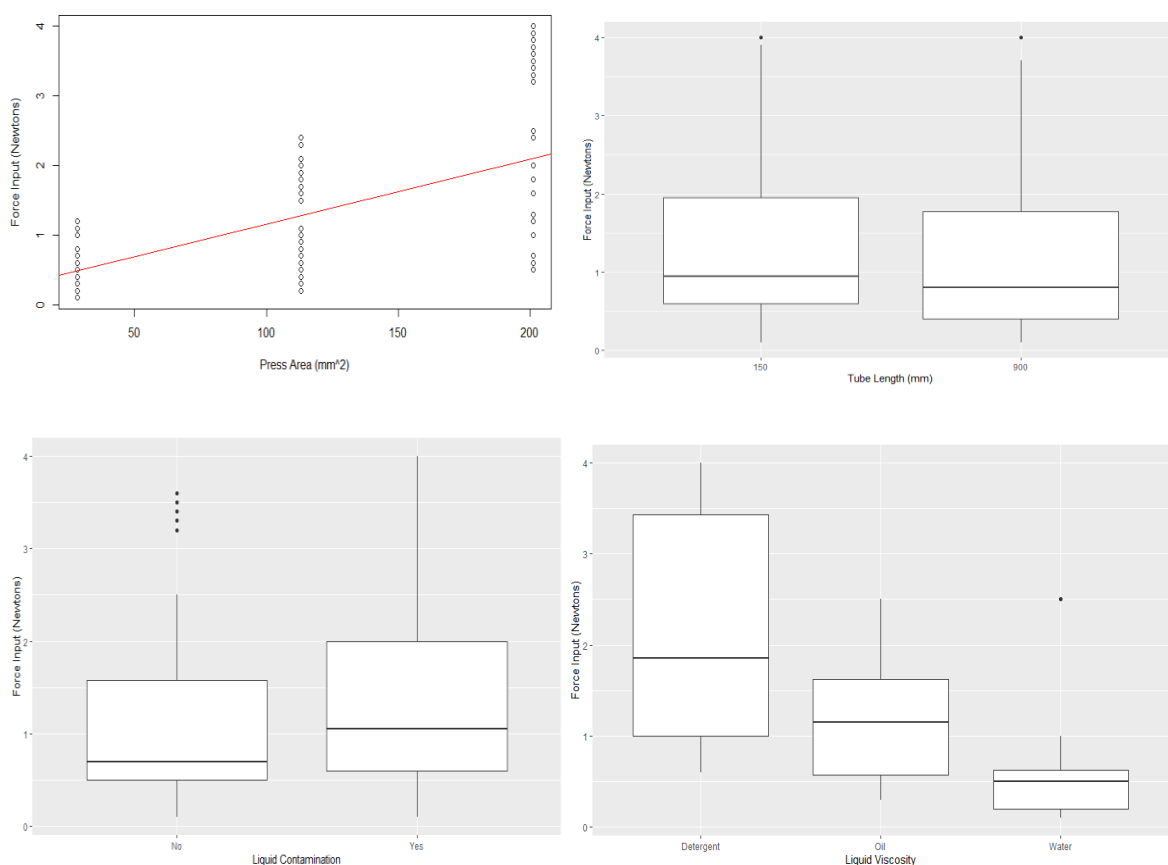 Force Input (Newtons)
4
3
2
1
0
50 100 150 200
Press Area (mm^2)
Force Input (Newtons)
4
3
2
1
0
150 900
Tube Length (mm)
Force Input (Newtons)
4
3
2
1
0
No Yes
Liquid Contamination
Force Input (Newtons)
4
3
2
1
0
Detergent Oil Water
Liquid Viscosity